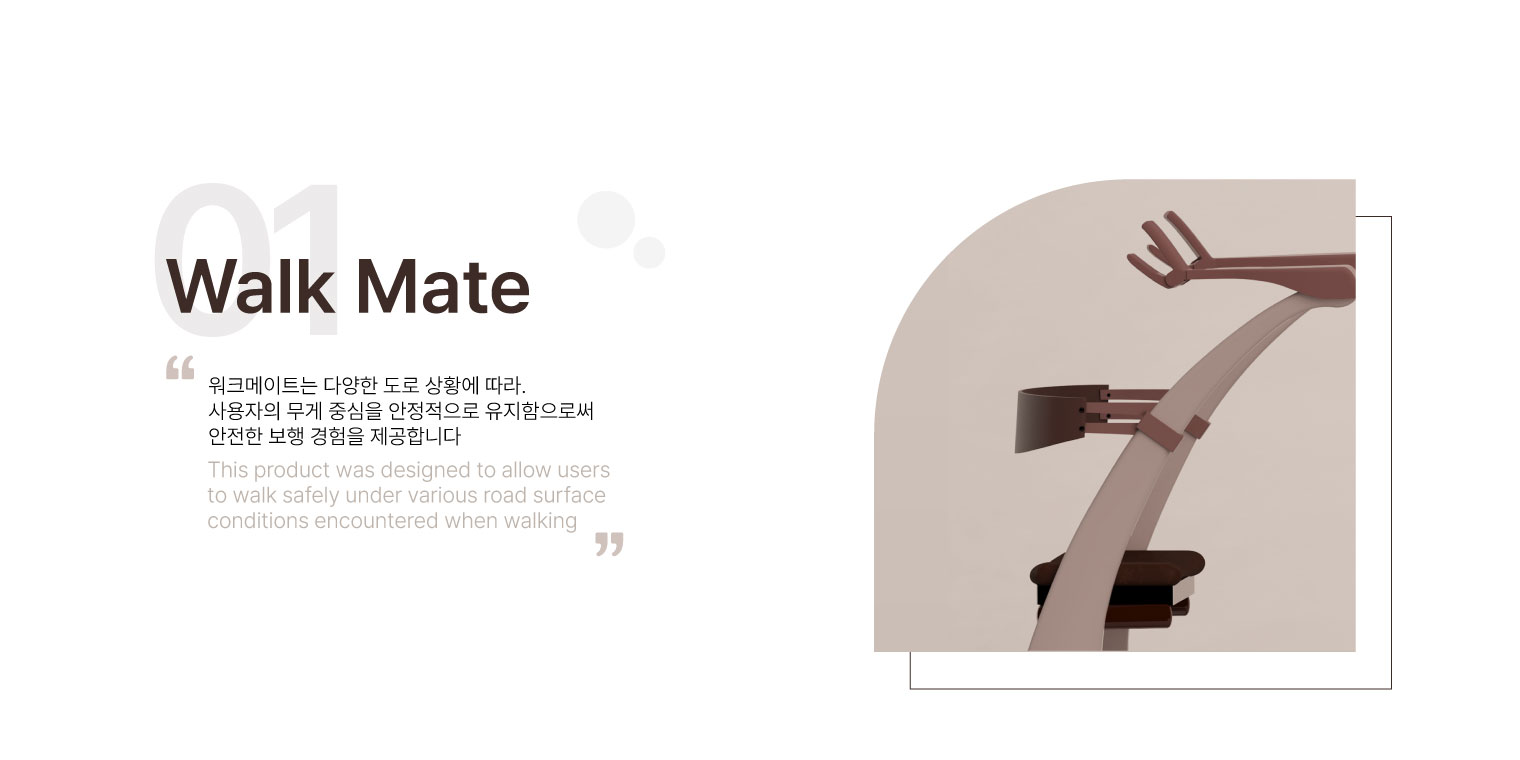 01
Walk Mate
“
워크메이트는 다양한 도로 상황에 따라.
사용자의 무게 중심을 안정적으로 유지함으로써
안전한 보행 경험을 제공합니다
This product was designed to allow users
to walk safely under various road surface
conditions encountered when walking
”